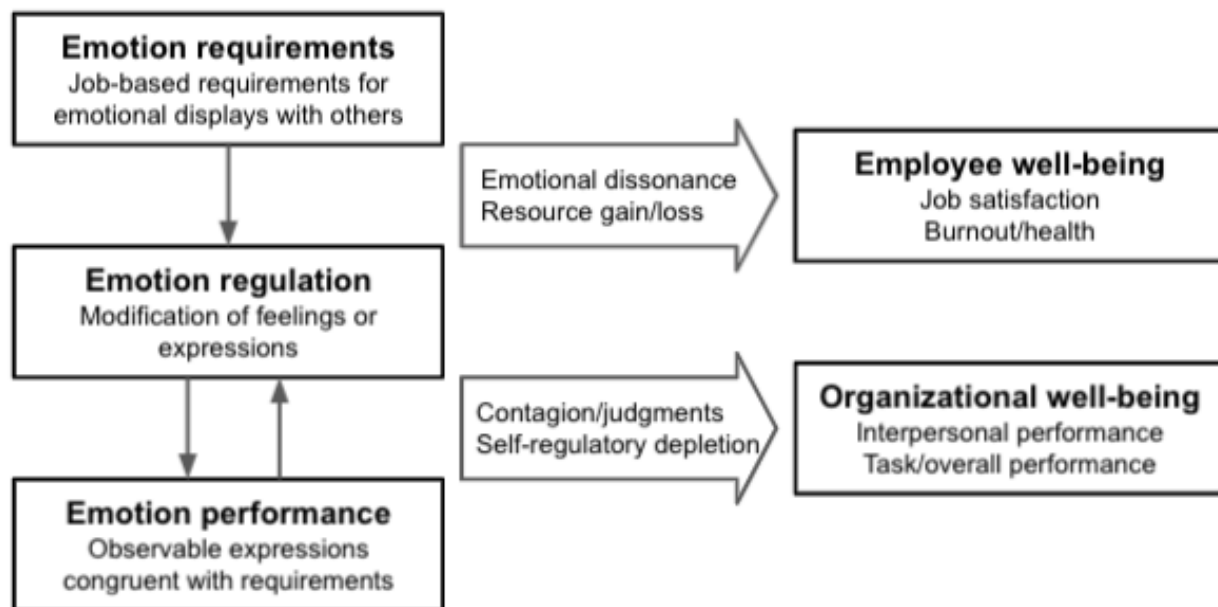 Emotion requirements
Job-based requirements for
emotional displays with others
Emotion regulation
Modification of feelings or
expressions
Emotion performance
Observable expressions
congruent with requirements
Emotional dissonance
Resource gain/loss
Contagion/judgments
Self-regulatory depletion
Employee well-being
Job satisfaction
Burnout/health
Organizational well-being
Interpersonal performance
Task/overall performance